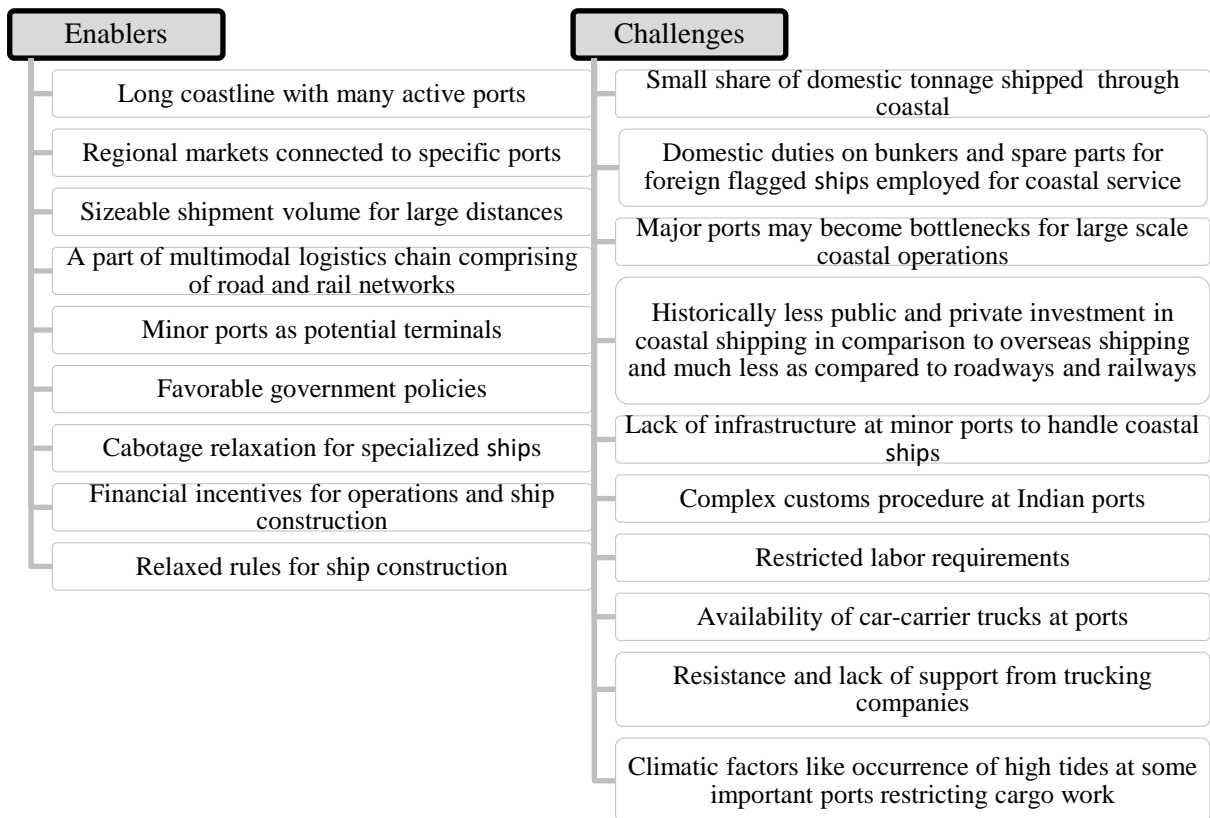 Enablers
Long coastline with many active ports
Regional markets connected to specific ports
Sizeable shipment volume for large distances
A part of multimodal logistics chain comprising
of road and rail networks
Minor ports as potential terminals
Favorable government policies
Cabotage relaxation for specialized ships
Financial incentives for operations and ship
construction
Relaxed rules for ship construction
Challenges
Small share of domestic tonnage shipped through
coastal
Domestic duties on bunkers and spare parts for
foreign flagged ships employed for coastal service
Major ports may become bottlenecks for large scale
coastal operations
Historically less public and private investment in
coastal shipping in comparison to overseas shipping
and much less as compared to roadways and railways
Lack of infrastructure at minor ports to handle coastal
ships
Complex customs procedure at Indian ports
Restricted labor requirements
Availability of car-carrier trucks at ports
Resistance and lack of support from trucking
companies
Climatic factors like occurrence of high tides at some
important ports restricting cargo work